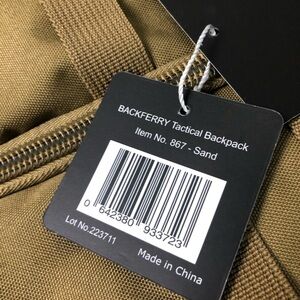 BACKFERRY Tactical Backpack
Item No. 867 - Sand
0 642380 933723
Lot No.223711
Made in China